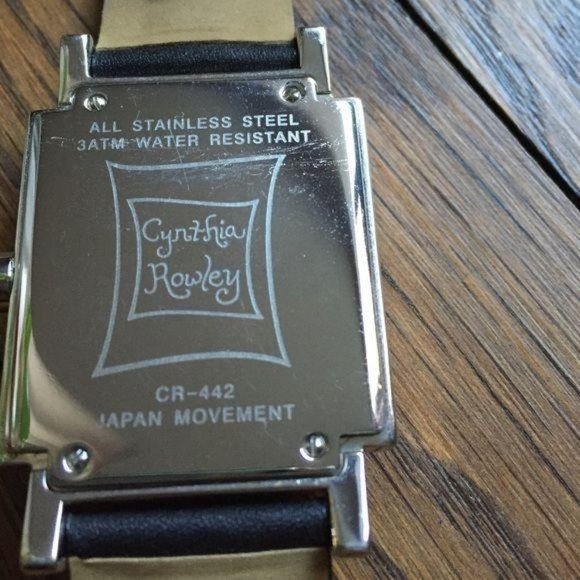 ALL STAINLESS STEEL
3ATM WATER RESISTANT
Cynthia
Rowley
CR-442
JAPAN MOVEMENT